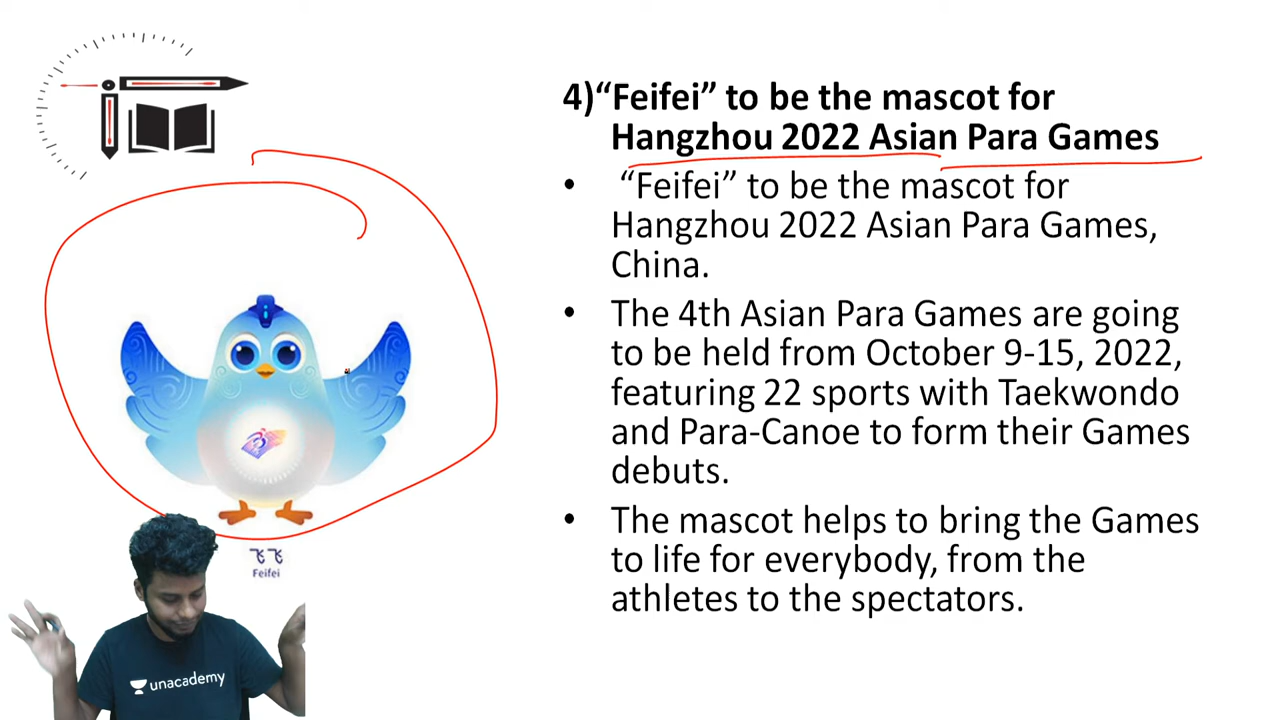 4)“Feifei” to be the mascot for
Hangzhou 2022 Asian Para Games
• “Feifei” to be the mascot for
Hangzhou 2022 Asian Para Games,
China.
• The 4th Asian Para Games are going
to be held from October 9-15, 2022,
featuring 22 sports with Taekwondo
and Para-Canoe to form their Games
debuts.
• The mascot helps to bring the Games
to life for everybody, from the
athletes to the spectators.
飞飞
Feifei
unacademy